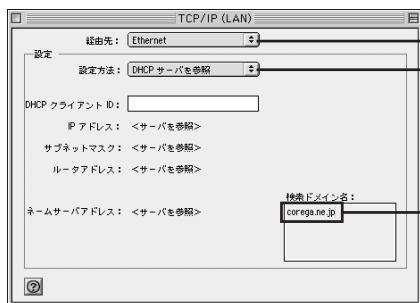 TCP/IP (LAN)
経由先： Ethernet
設定
設定方法： DHCP サーバを参照
DHCP クライアント ID：
IP アドレス： <サーバを参照>
サブネットマスク： <サーバを参照>
ルータアドレス： <サーバを参照>
検索ドメイン名：
ネームサーバアドレス： <サーバを参照>
corega.ne.jp
?